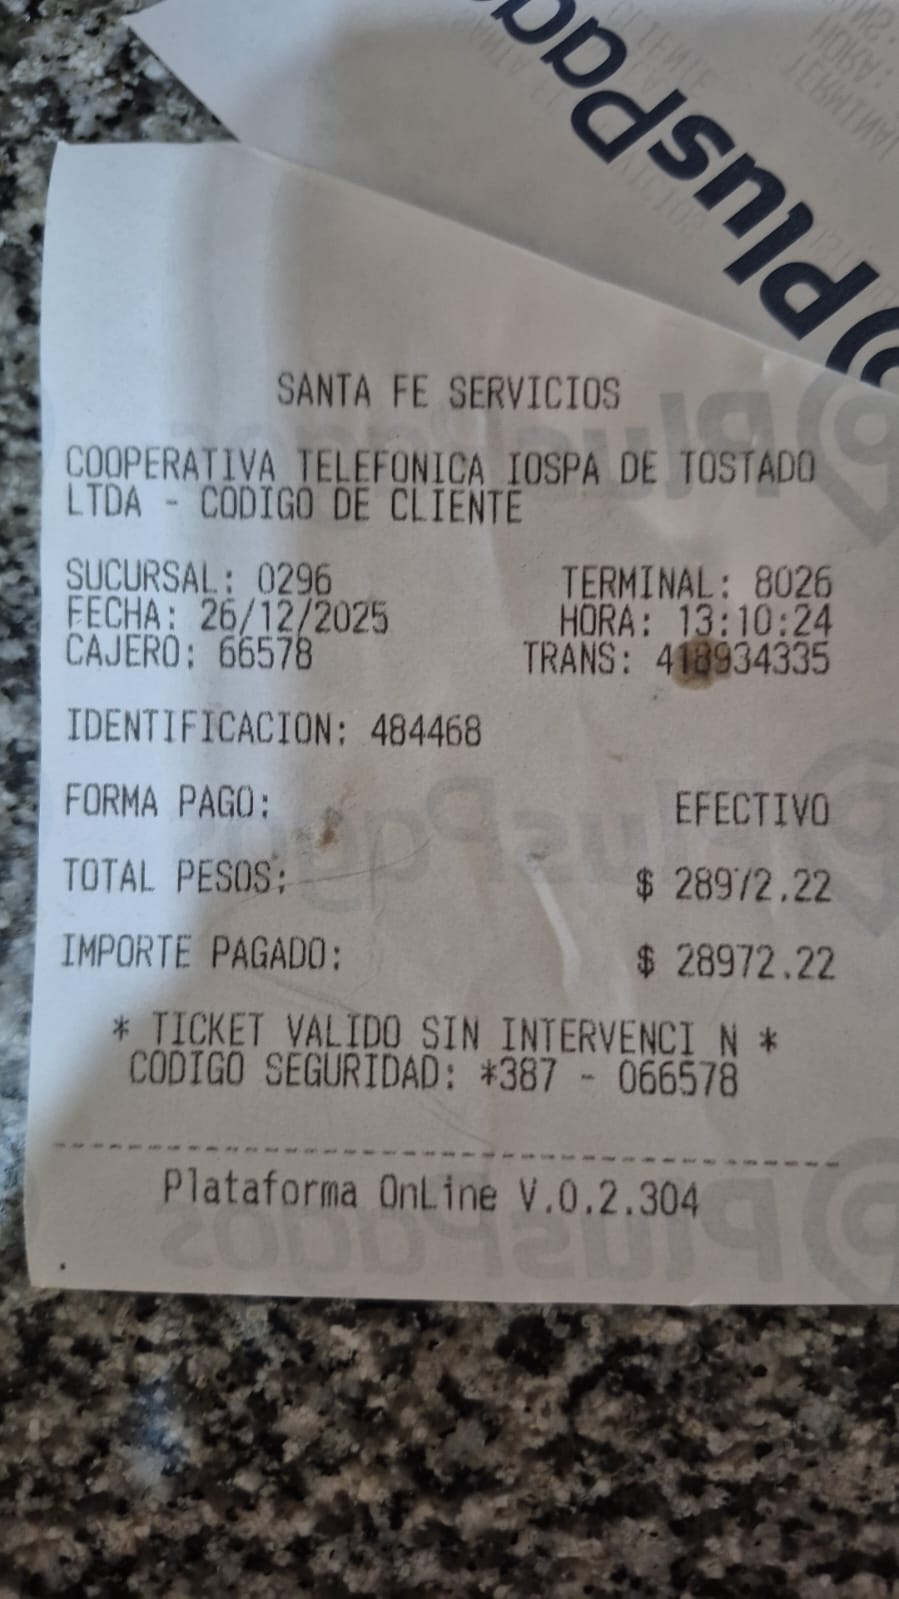 PlusPago
SANTA FE SERVICIOS
COOPERATIVA TELEFONICA IOSPA DE TOSTADO
LTDA - CODIGO DE CLIENTE
SUCURSAL: 0296 TERMINAL: 8026
FECHA: 26/12/2025 HORA: 13:10:24
CAJERO: 66578 TRANS: 418934335
IDENTIFICACION: 484468
FORMA PAGO: EFECTIVO
TOTAL PESOS: $ 28972.22
IMPORTE PAGADO: $ 28972.22
* TICKET VALIDO SIN INTERVENCI N *
CODIGO SEGURIDAD: *387 - 066578
Plataforma OnLine V.0.2.304